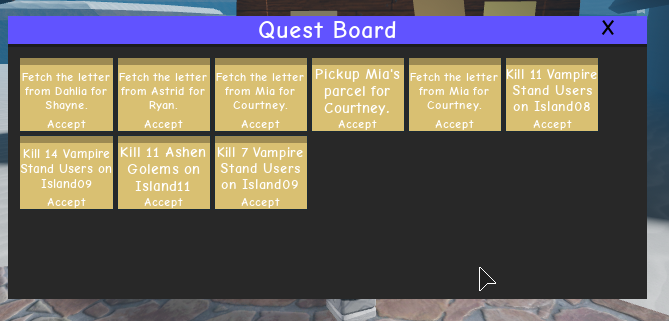 Quest Board
X
Fetch the letter
from Dahlia for
Shayne.
Accept
Fetch the letter
from Astrid for
Ryan.
Accept
Fetch the letter
from Mia for
Courtney.
Accept
Pickup Mia's
parcel for
Courtney.
Accept
Fetch the letter
from Mia for
Courtney.
Accept
Kill 11 Vampire
Stand Users
on Island08
Accept
Kill 14 Vampire
Stand Users on
Island09
Accept
Kill 11 Ashen
Golems on
Island11
Accept
Kill 7 Vampire
Stand Users
on Island09
Accept